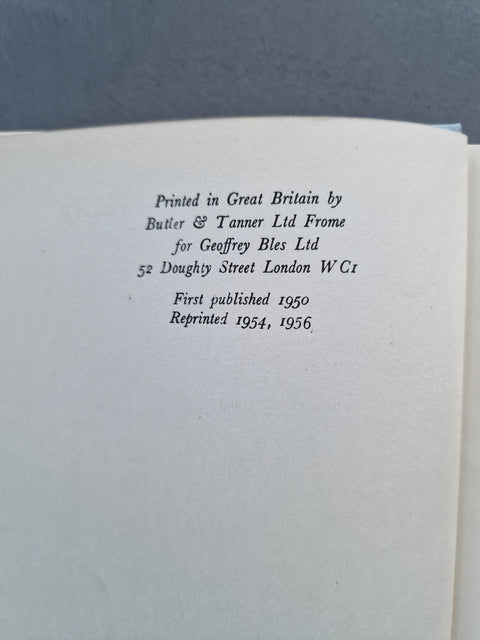 Printed in Great Britain by
Butler & Tanner Ltd Frome
for Geoffrey Bles Ltd
52 Doughty Street London WC1
First published 1950
Reprinted 1954, 1956